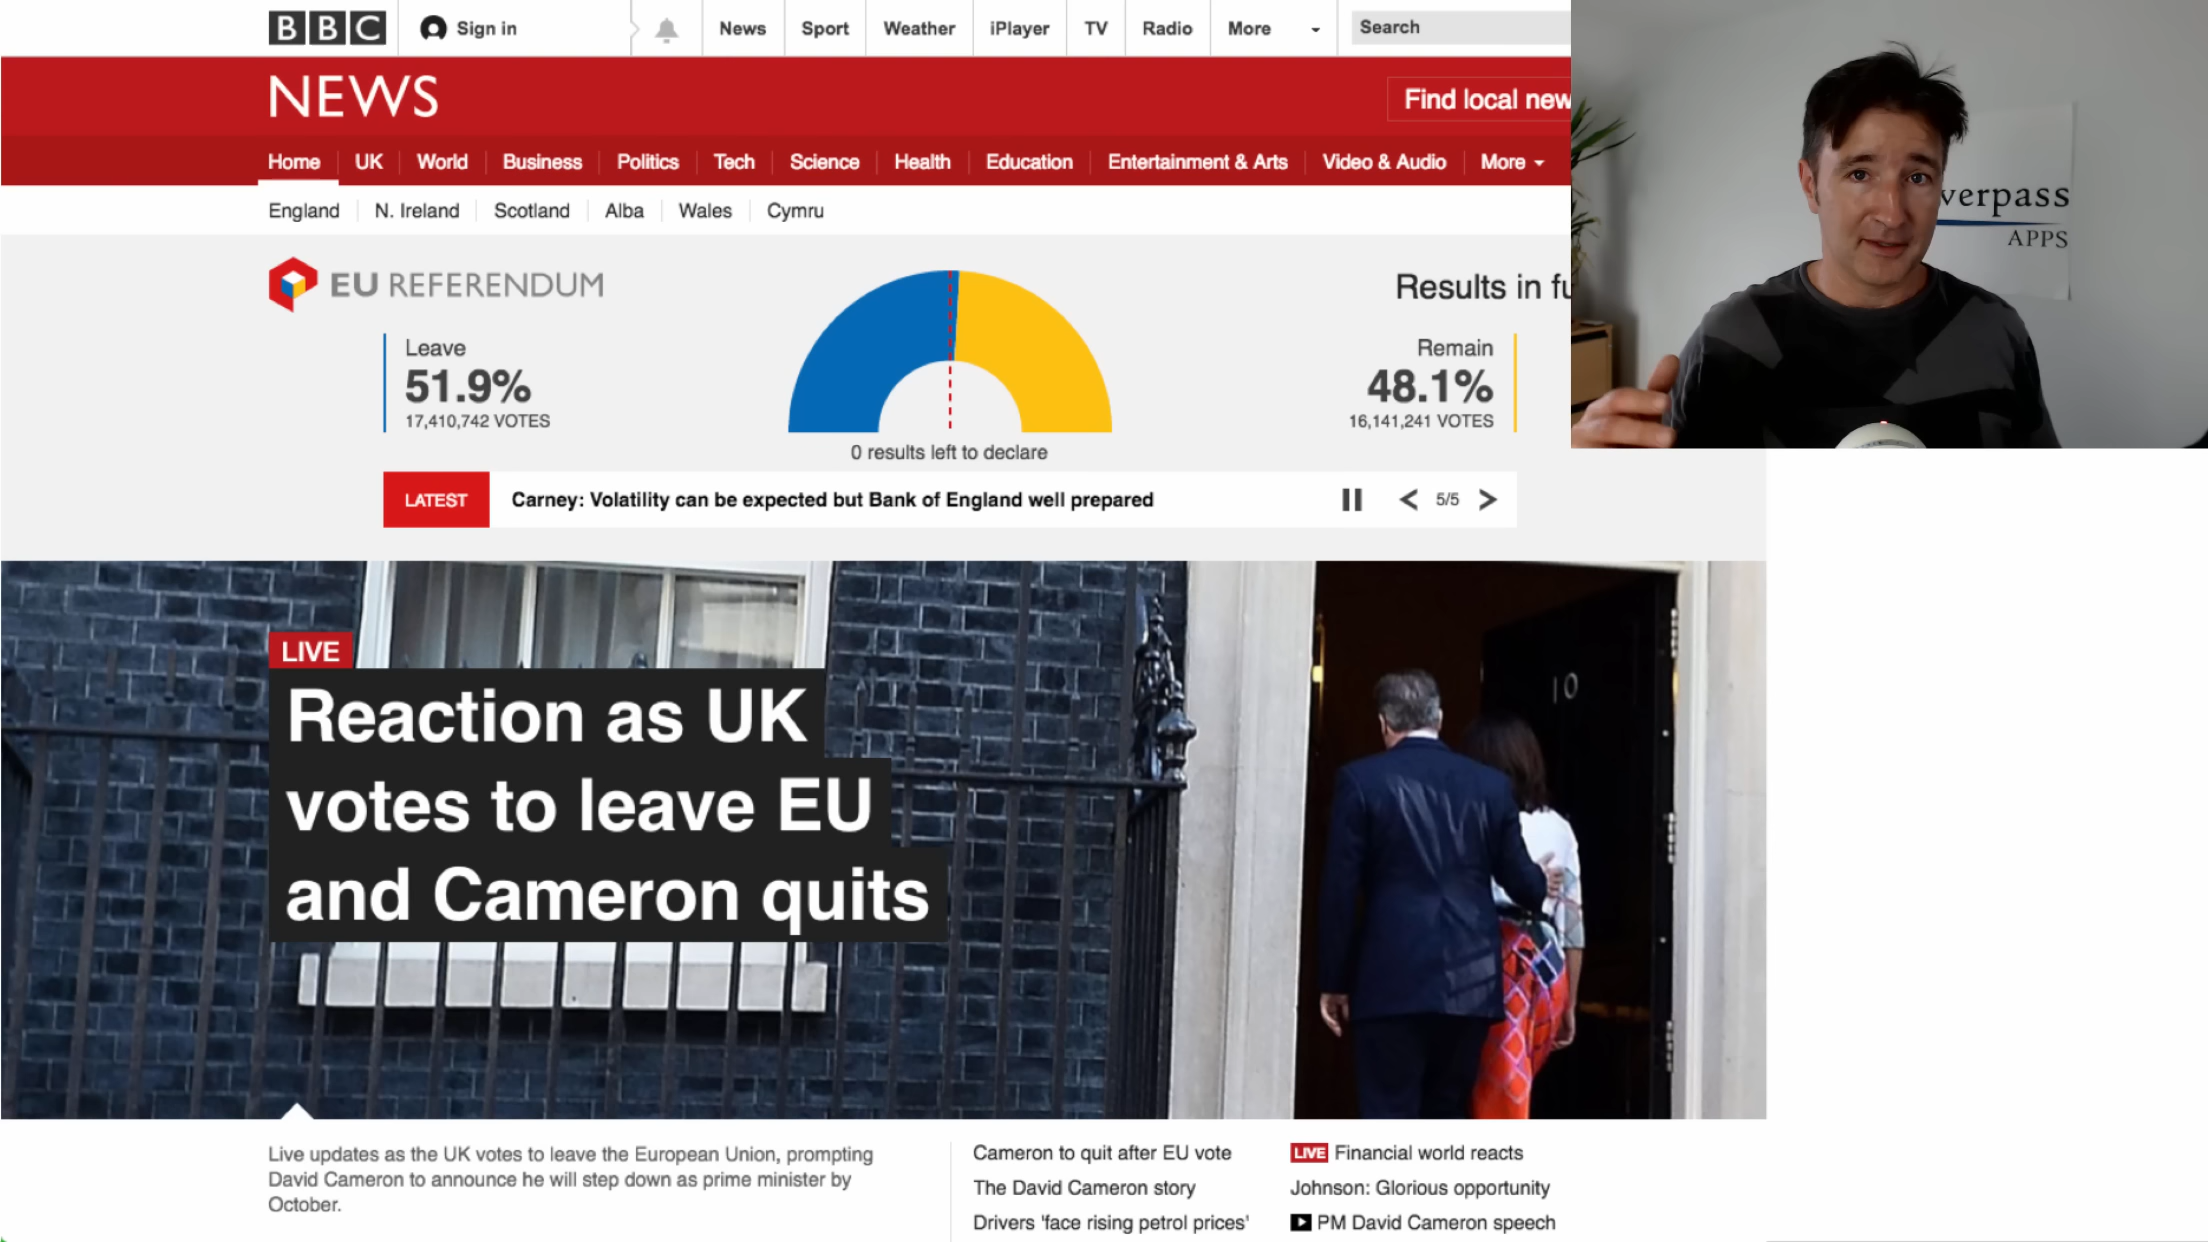 BBC
Sign in
News
Sport
Weather
iPlayer
TV
Radio
More
Search
NEWS
Find local new
Home
UK
World
Business
Politics
Tech
Science
Health
Education
Entertainment & Arts
Video & Audio
More
England
N. Ireland
Scotland
Alba
Wales
Cymru
EU REFERENDUM
Results in fu
Leave
51.9%
17,410,742 VOTES
Remain
48.1%
16,141,241 VOTES
0 results left to declare
LATEST
Carney: Volatility can be expected but Bank of England well prepared
5/5
verpass
APPS
10
LIVE
Reaction as UK
votes to leave EU
and Cameron quits
Live updates as the UK votes to leave the European Union, prompting
David Cameron to announce he will step down as prime minister by
October.
Cameron to quit after EU vote
The David Cameron story
Drivers 'face rising petrol prices'
LIVE Financial world reacts
Johnson: Glorious opportunity
PM David Cameron speech